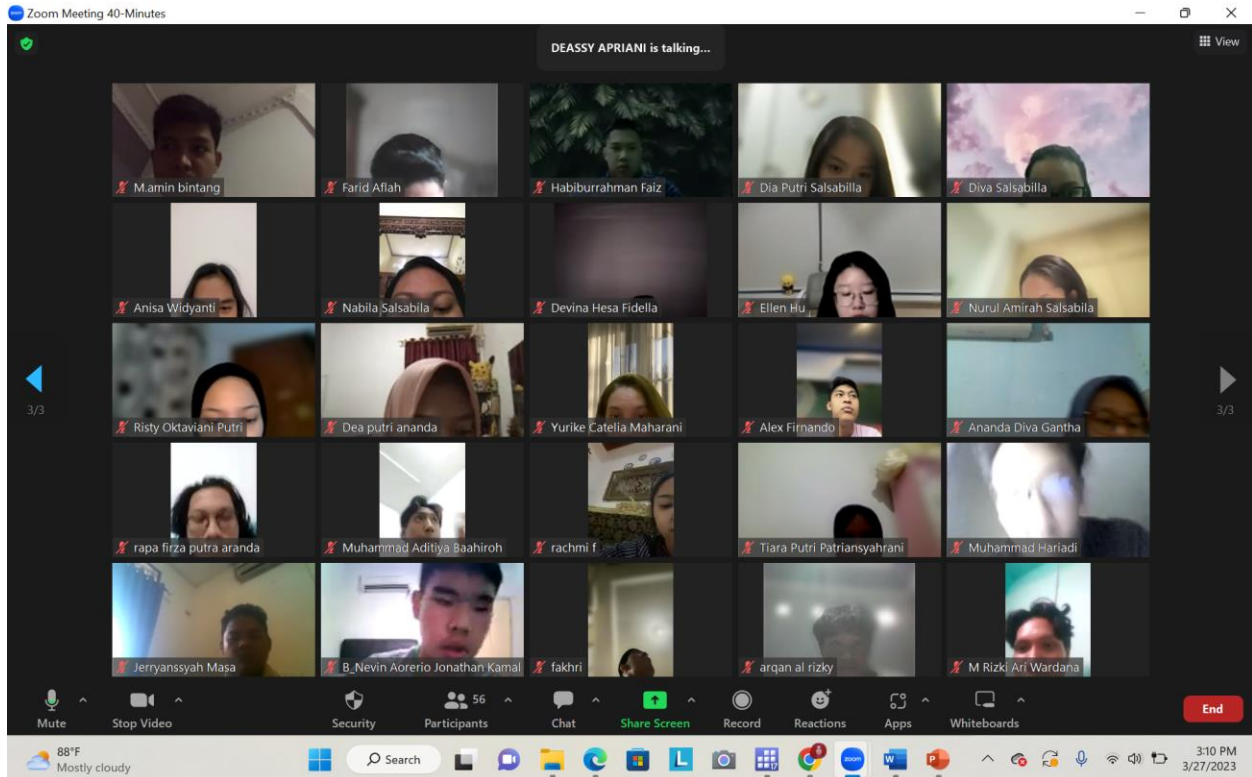 Zoom Meeting 40-Minutes
DEASSY APRIANI is talking...
View
M.amin bintang
Farid Aflah
Habiburrahman Faiz
Dia Putri Salsabilla
Diva Salsabilla
Anisa Widyanti
Nabila Salsabila
Devina Hesa Fidella
Ellen Hu
Nurul Amirah Salsabila
3/3
3/3
Risty Oktaviani Putri
Dea putri ananda
Yurike Catelia Maharani
Alex Firnando
Ananda Diva Gantha
rapa firza putra aranda
Muhammad Aditiya Baahiroh
rachmi f
Tiara Putri Patriansyahrani
Muhammad Hariadi
Jerryanssyah Masa
B_Nevin Aorerio Jonathan Kamal
fakhri
arqan al rizky
M Rizki Ari Wardana
Mute
Stop Video
Security
56
Participants
Chat
Share Screen
Record
Reactions
Apps
Whiteboards
End
88°F
Mostly cloudy
Search
L
17
zoom
W
P
3:10 PM
3/27/2023